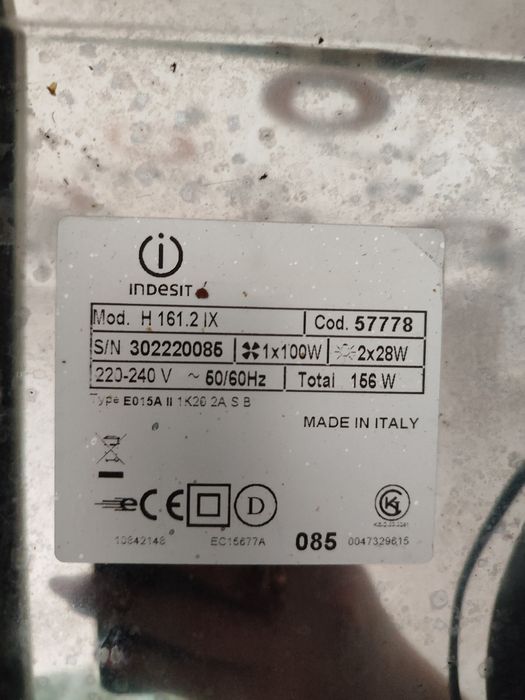 indesit
Mod. H 161.2 IX Cod. 57778
S/N 302220085 1x100W 2x28W
220-240 V ~ 50/60Hz Total 156 W
Type E015A II 1K20 2A S B
MADE IN ITALY
e CE D
10842148 EC15677A 085 0047329615